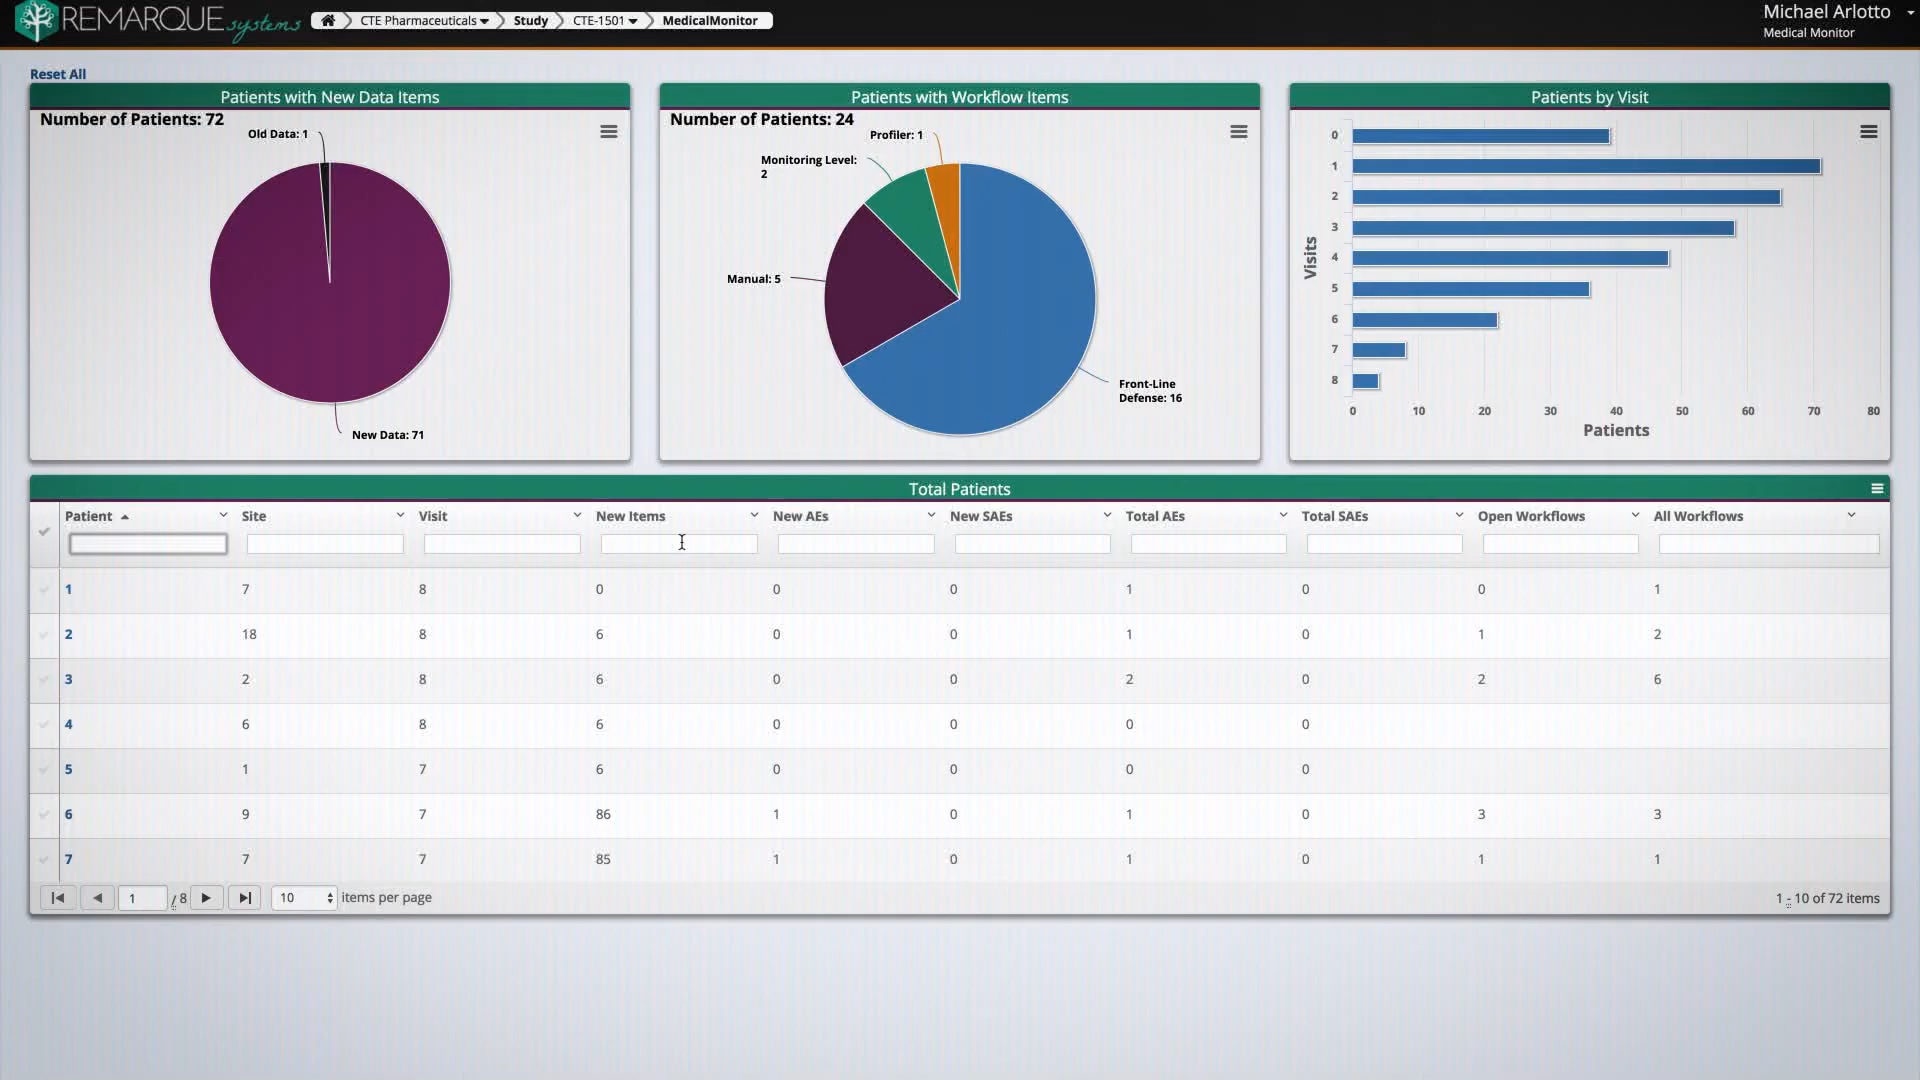 REMARQUE systems
CTE Pharmaceuticals
Study
CTE-1501
MedicalMonitor
Michael Arlotto
Medical Monitor
Reset All
Patients with New Data Items
Number of Patients: 72
Old Data: 1
New Data: 71
Patients with Workflow Items
Number of Patients: 24
Profiler: 1
Monitoring Level:
2
Manual: 5
Front-Line
Defense: 16
Patients by Visit
Visits
0
1
2
3
4
5
6
7
8
0 10 20 30 40 50 60 70 80
Patients
Total Patients
Patient Site Visit New Items New AEs New SAEs Total AEs Total SAEs Open Workflows All Workflows
1 7 8 0 0 0 1 0 0 1
2 18 8 6 0 0 1 0 1 2
3 2 8 6 0 0 2 0 2 6
4 6 8 6 0 0 0 0
5 1 7 6 0 0 0 0
6 9 7 86 1 0 1 0 3 3
7 7 7 85 1 0 1 0 1 1
1 / 8 10 items per page 1 - 10 of 72 items